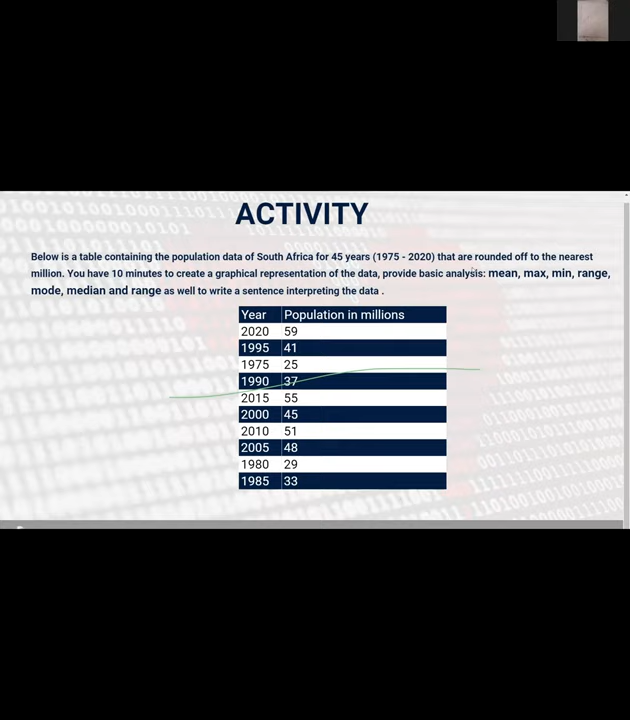 ACTIVITY
Below is a table containing the population data of South Africa for 45 years (1975 - 2020) that are rounded off to the nearest
million. You have 10 minutes to create a graphical representation of the data, provide basic analysis: mean, max, min, range,
mode, median and range as well to write a sentence interpreting the data .
Year Population in millions
2020 59
1995 41
1975 25
1990 37
2015 55
2000 45
2010 51
2005 48
1980 29
1985 33